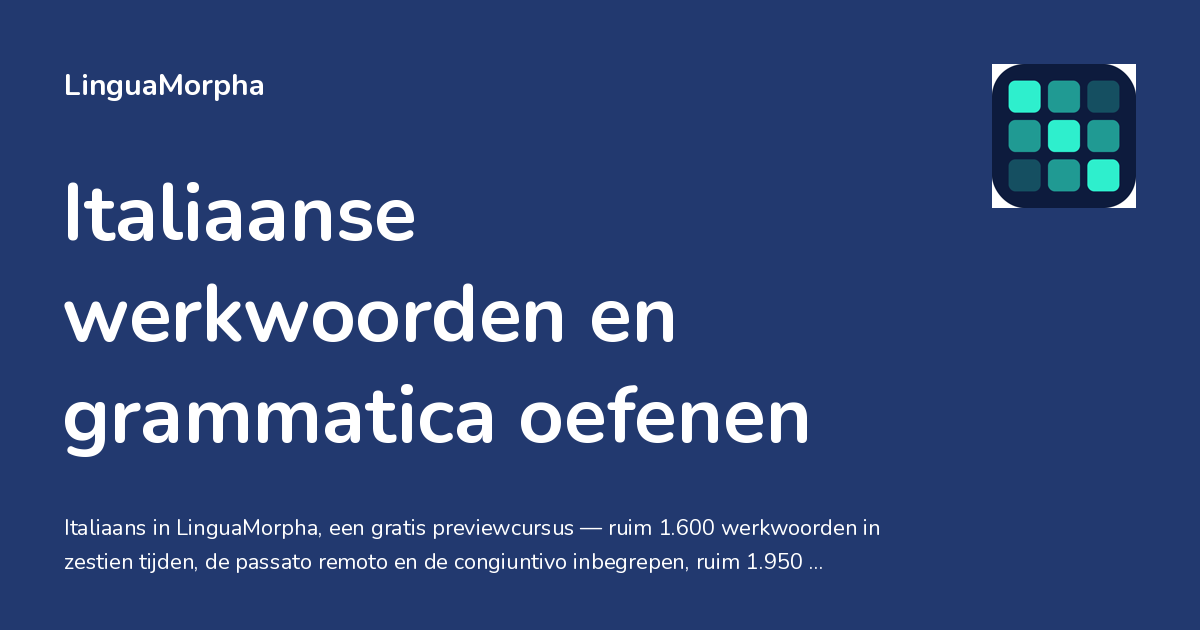 LinguaMorpha
Italiaanse
werkwoorden en
grammatica oefenen
Italiaans in LinguaMorpha, een gratis previewcursus — ruim 1.600 werkwoorden in
zestien tijden, de passato remoto en de congiuntivo inbegrepen, ruim 1.950 ...